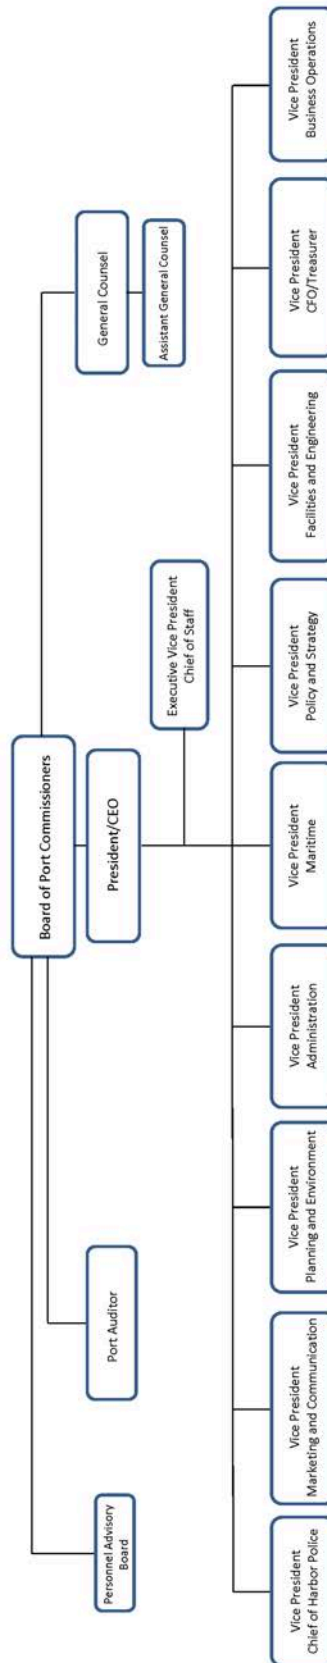 Board of Port Commissioners
President/CEO
General Counsel
Assistant General Counsel
Port Auditor
Personnel Advisory
Board
Executive Vice President
Chief of Staff
Vice President
Chief of Harbor Police
Vice President
Marketing and Communication
Vice President
Planning and Environment
Vice President
Administration
Vice President
Maritime
Vice President
Policy and Strategy
Vice President
Facilities and Engineering
Vice President
CFO/Treasurer
Vice President
Business Operations